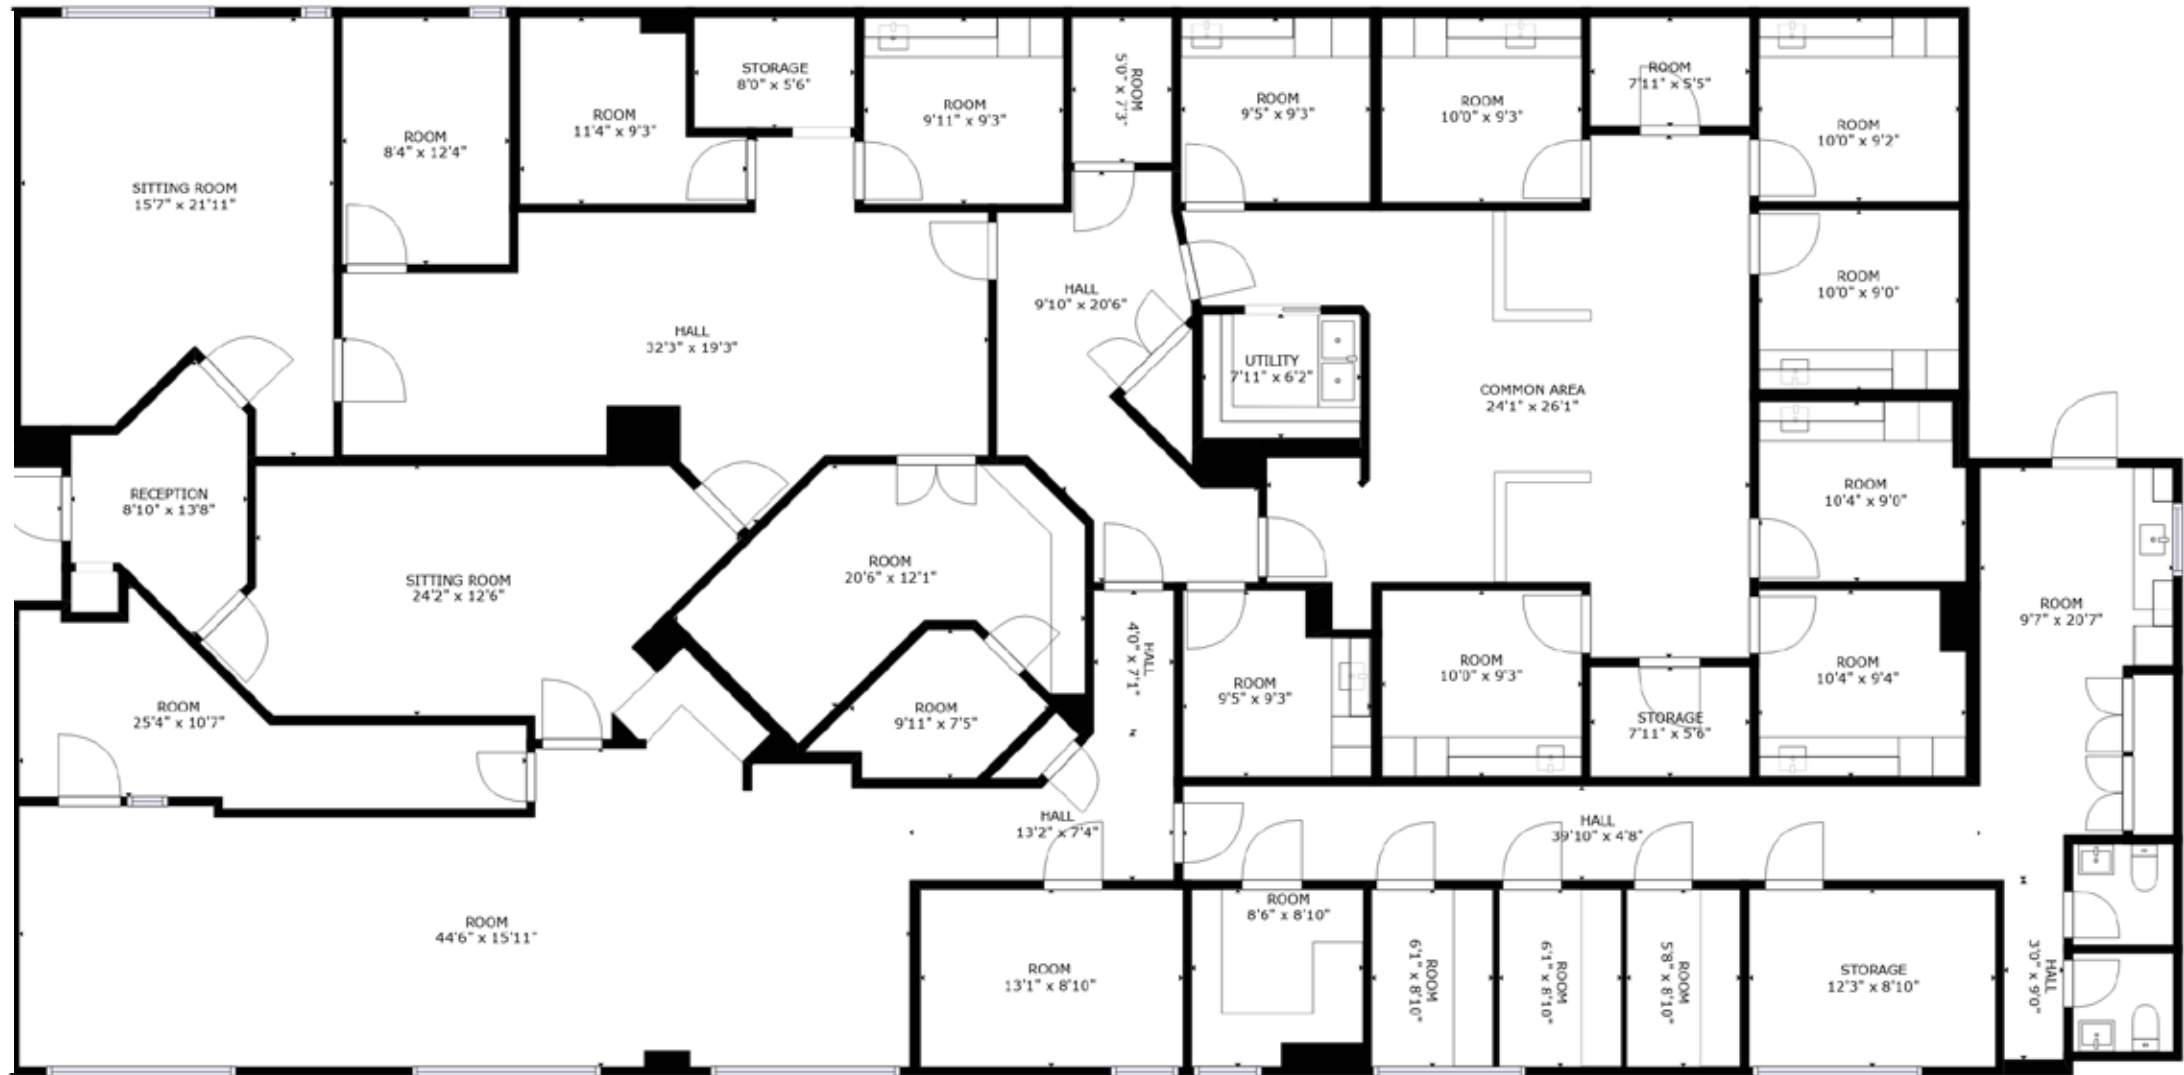 STORAGE
8'0" x 5'6"
ROOM
5'0" x 7'3"
ROOM
7'11" x 5'5"
ROOM
11'4" x 9'3"
ROOM
9'11" x 9'3"
ROOM
9'5" x 9'3"
ROOM
10'0" x 9'3"
ROOM
8'4" x 12'4"
ROOM
10'0" x 9'2"
SITTING ROOM
15'7" x 21'11"
HALL
9'10" x 20'6"
ROOM
10'0" x 9'0"
HALL
32'3" x 19'3"
UTILITY
7'11" x 6'2"
COMMON AREA
24'1" x 26'1"
RECEPTION
8'10" x 13'8"
ROOM
10'4" x 9'0"
SITTING ROOM
24'2" x 12'6"
ROOM
20'6" x 12'1"
ROOM
9'7" x 20'7"
HALL
4'0" x 7'1"
ROOM
9'5" x 9'3"
ROOM
10'0" x 9'3"
ROOM
10'4" x 9'4"
ROOM
25'4" x 10'7"
ROOM
9'11" x 7'5"
STORAGE
7'11" x 5'6"
HALL
13'2" x 7'4"
HALL
39'10" x 4'8"
ROOM
44'6" x 15'11"
ROOM
8'6" x 8'10"
ROOM
13'1" x 8'10"
ROOM
6'1" x 8'10"
ROOM
6'1" x 8'10"
ROOM
5'8" x 8'10"
STORAGE
12'3" x 8'10"
HALL
3'0" x 9'0"